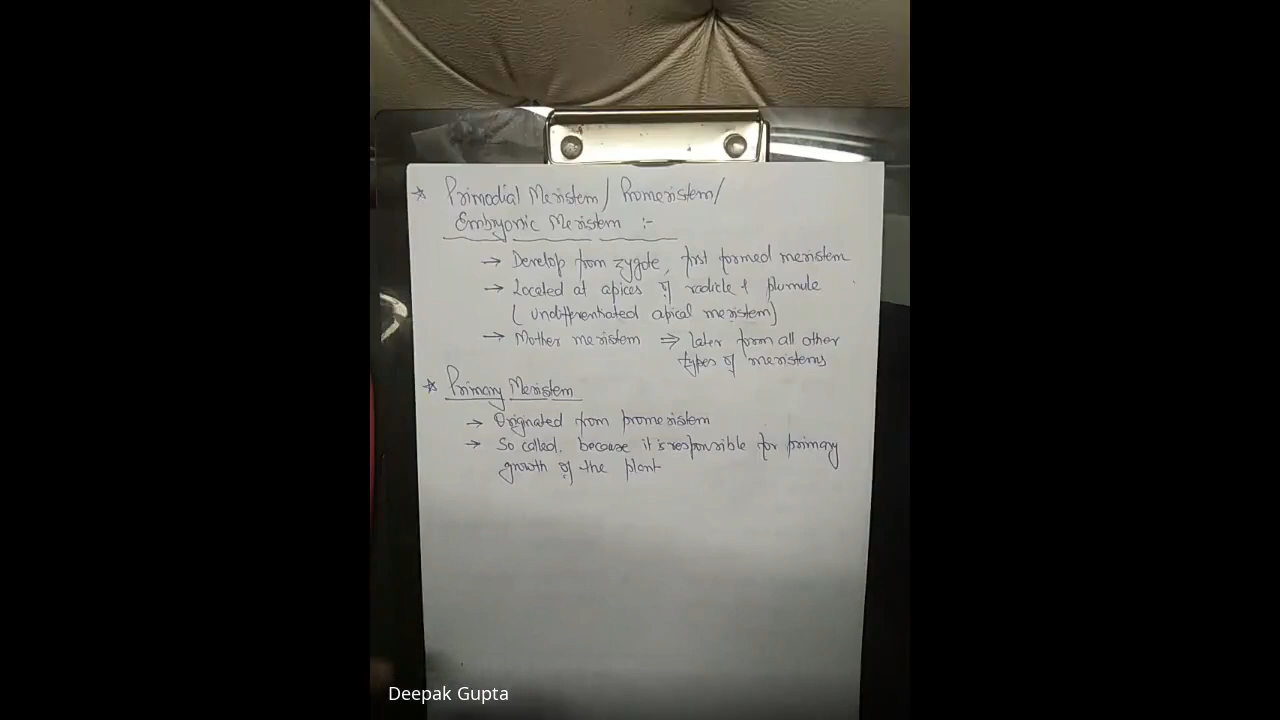 ☆ Primodial Meristem/ Promeristem/
Embryonic Meristem :-
→ Develop from zygote, first formed meristem
→ Located at apices of radicle & plumule
(undifferentiated apical meristem)
→ Mother meristem ⇒ Later form all other
types of meristems
☆ Primary Meristem
→ Originated from promeristem
→ So called, because it is responsible for primary
growth of the plant
Deepak Gupta